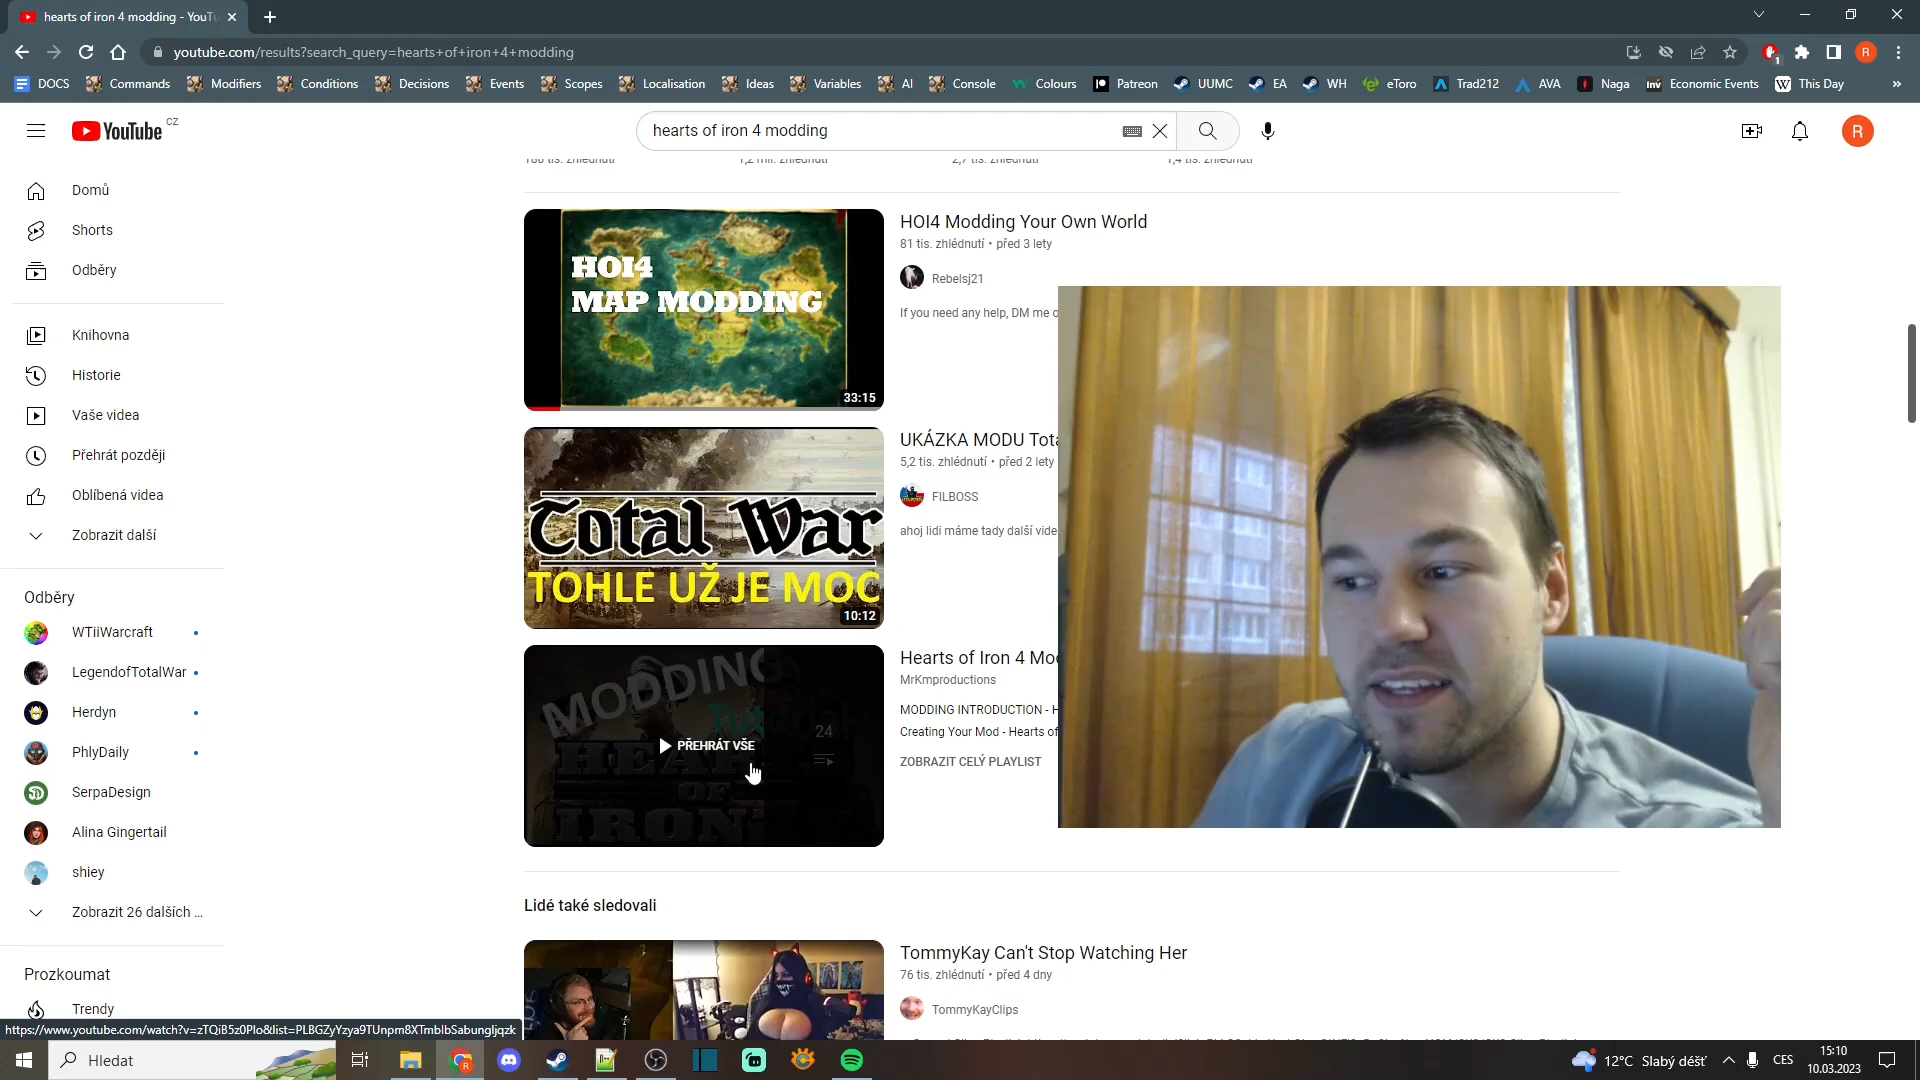 hearts of iron 4 modding - YouTu
youtube.com/results?search_query=hearts+of+iron+4+modding
DOCS
Commands
Modifiers
Conditions
Decisions
Events
Scopes
Localisation
Ideas
Variables
AI
Console
Colours
Patreon
UUMC
EA
WH
eToro
Trad212
AVA
Naga
Economic Events
This Day
YouTube CZ
hearts of iron 4 modding
R
Domů
Shorts
Odběry
Knihovna
Historie
Vaše videa
Přehrát později
Oblíbená videa
Zobrazit další
Odběry
WTiiWarcraft
LegendofTotalWar
Herdyn
PhlyDaily
SerpaDesign
Alina Gingertail
shiey
Zobrazit 26 dalších ...
Prozkoumat
Trendy
HOI4
MAP MODDING
33:15
HOI4 Modding Your Own World
81 tis. zhlédnutí • před 3 lety
Rebelsj21
If you need any help, DM me
Total War
TOHLE UŽ JE MOC
10:12
UKÁZKA MODU
5,2 tis. zhlédnutí • před 2 lety
FILBOSS
ahoj lidi máme tady další vide
MODDING
HEARTS
OF
IRON
24
PŘEHRÁT VŠE
Hearts of Iron 4 Mo
MrKmproductions
MODDING INTRODUCTION - H
Creating Your Mod - Hearts of
ZOBRAZIT CELÝ PLAYLIST
Lidé také sledovali
TommyKay Can't Stop Watching Her
76 tis. zhlédnutí • před 4 dny
TommyKayClips
https://www.youtube.com/watch?v=zTQiB5z0Plo&list=PLBGZyYzya9TUnpm8XTmblbSabungljqzk
Hledat
12°C Slabý déšť
CES
15:10
10.03.2023